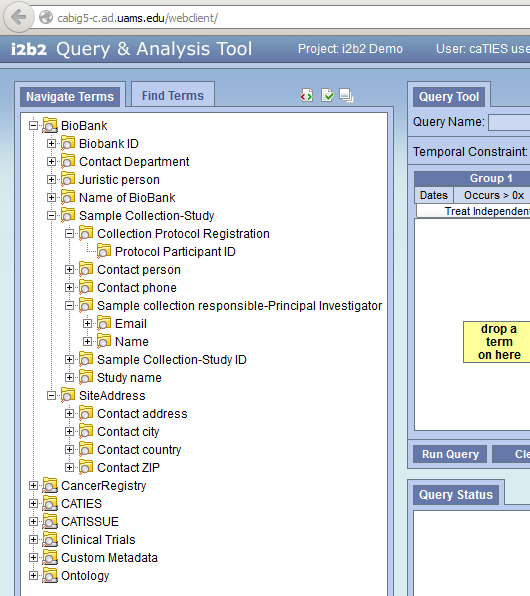 cabig5-c.ad.uams.edu/webclient/
i2b2 Query & Analysis Tool
Project: i2b2 Demo
User: caTIES use
Navigate Terms
Find Terms
BioBank
Biobank ID
Contact Department
Juristic person
Name of BioBank
Sample Collection-Study
Collection Protocol Registration
Protocol Participant ID
Contact person
Contact phone
Sample collection responsible-Principal Investigator
Email
Name
Sample Collection-Study ID
Study name
SiteAddress
Contact address
Contact city
Contact country
Contact ZIP
CancerRegistry
CATIES
CATISSUE
Clinical Trials
Custom Metadata
Ontology
Query Tool
Query Name:
Temporal Constraint:
Group 1
Dates
Occurs > 0x
Treat Independent
drop a
term
on here
Run Query
Cle
Query Status